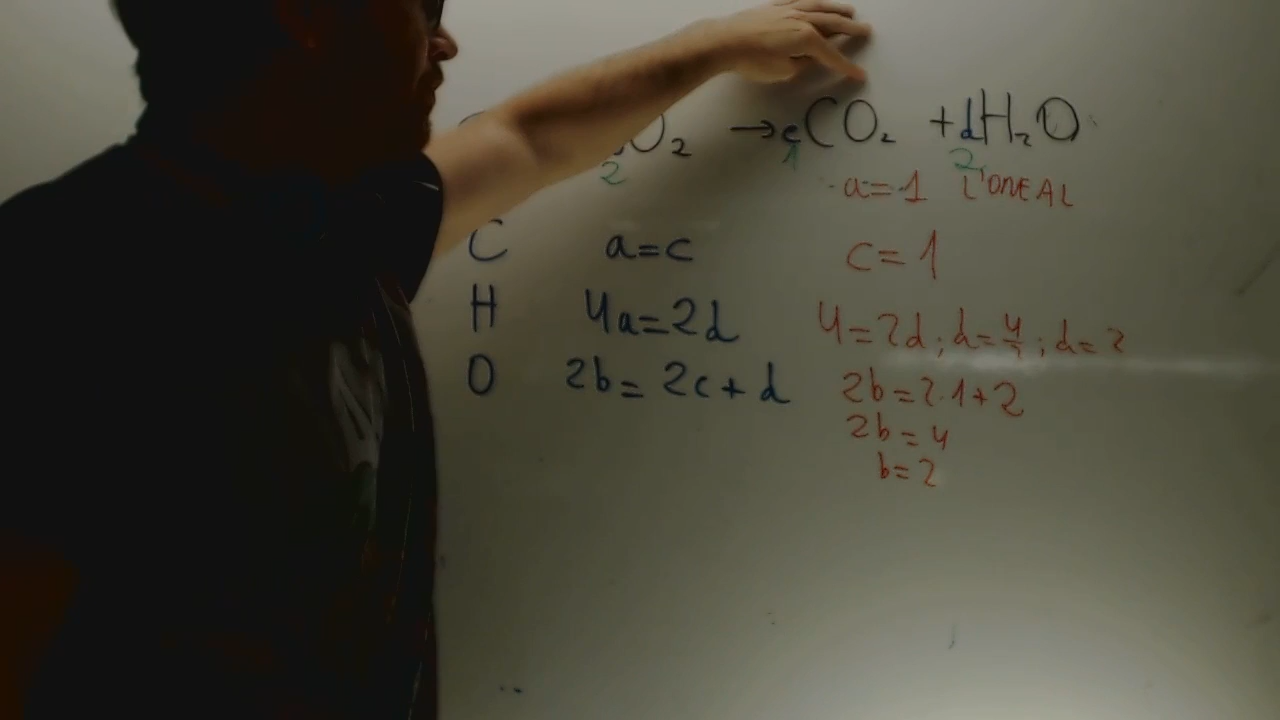 O₂ → cCO₂ + dH₂O
2 1 2
a=1 L'ONEAL
C a=c c=1
H 4a=2d 4=2d; d=4/2; d=2
O 2b=2c+d 2b=2·1+2
2b=4
b=2